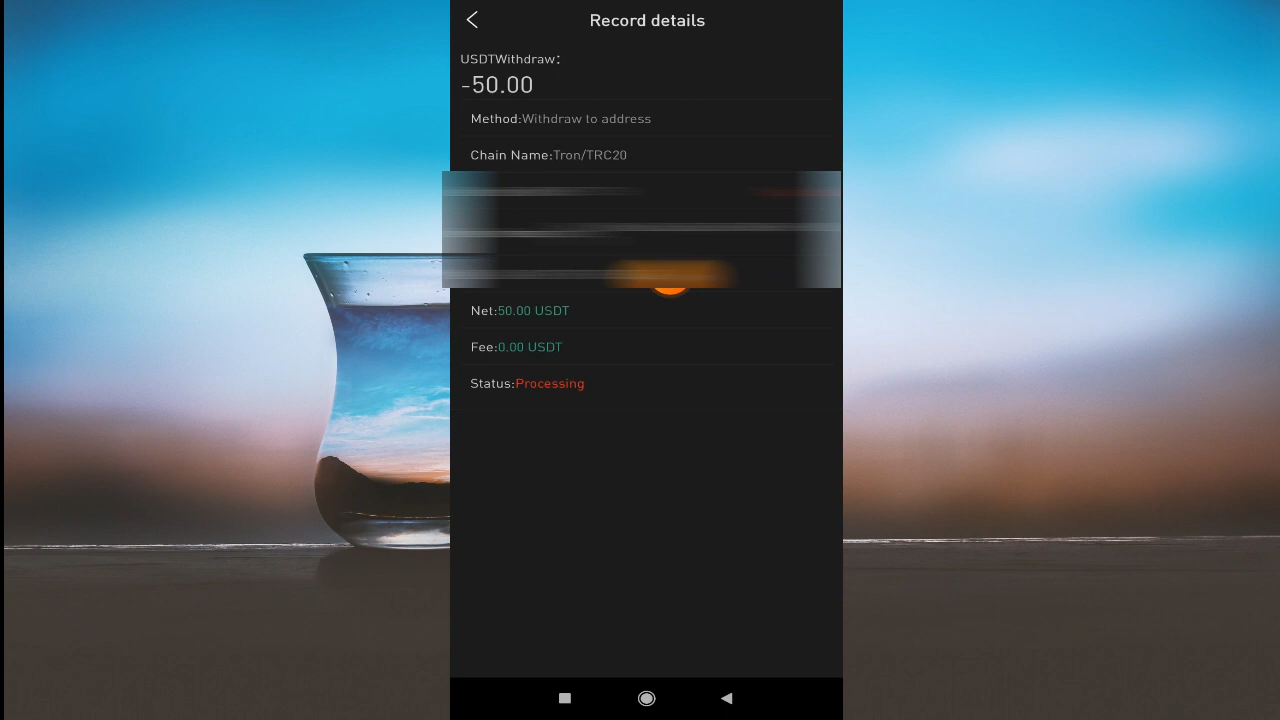 Record details
USDTWithdraw:
-50.00
Method:Withdraw to address
Chain Name:Tron/TRC20
Net:50.00 USDT
Fee:0.00 USDT
Status:Processing